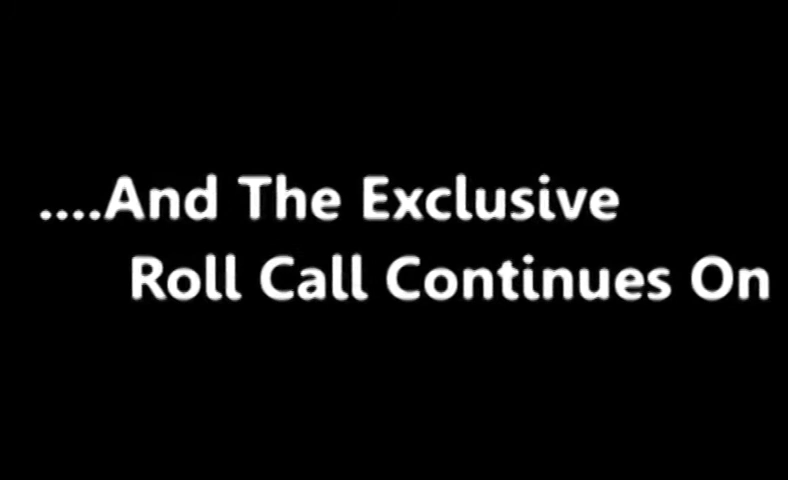 ....And The Exclusive
Roll Call Continues On